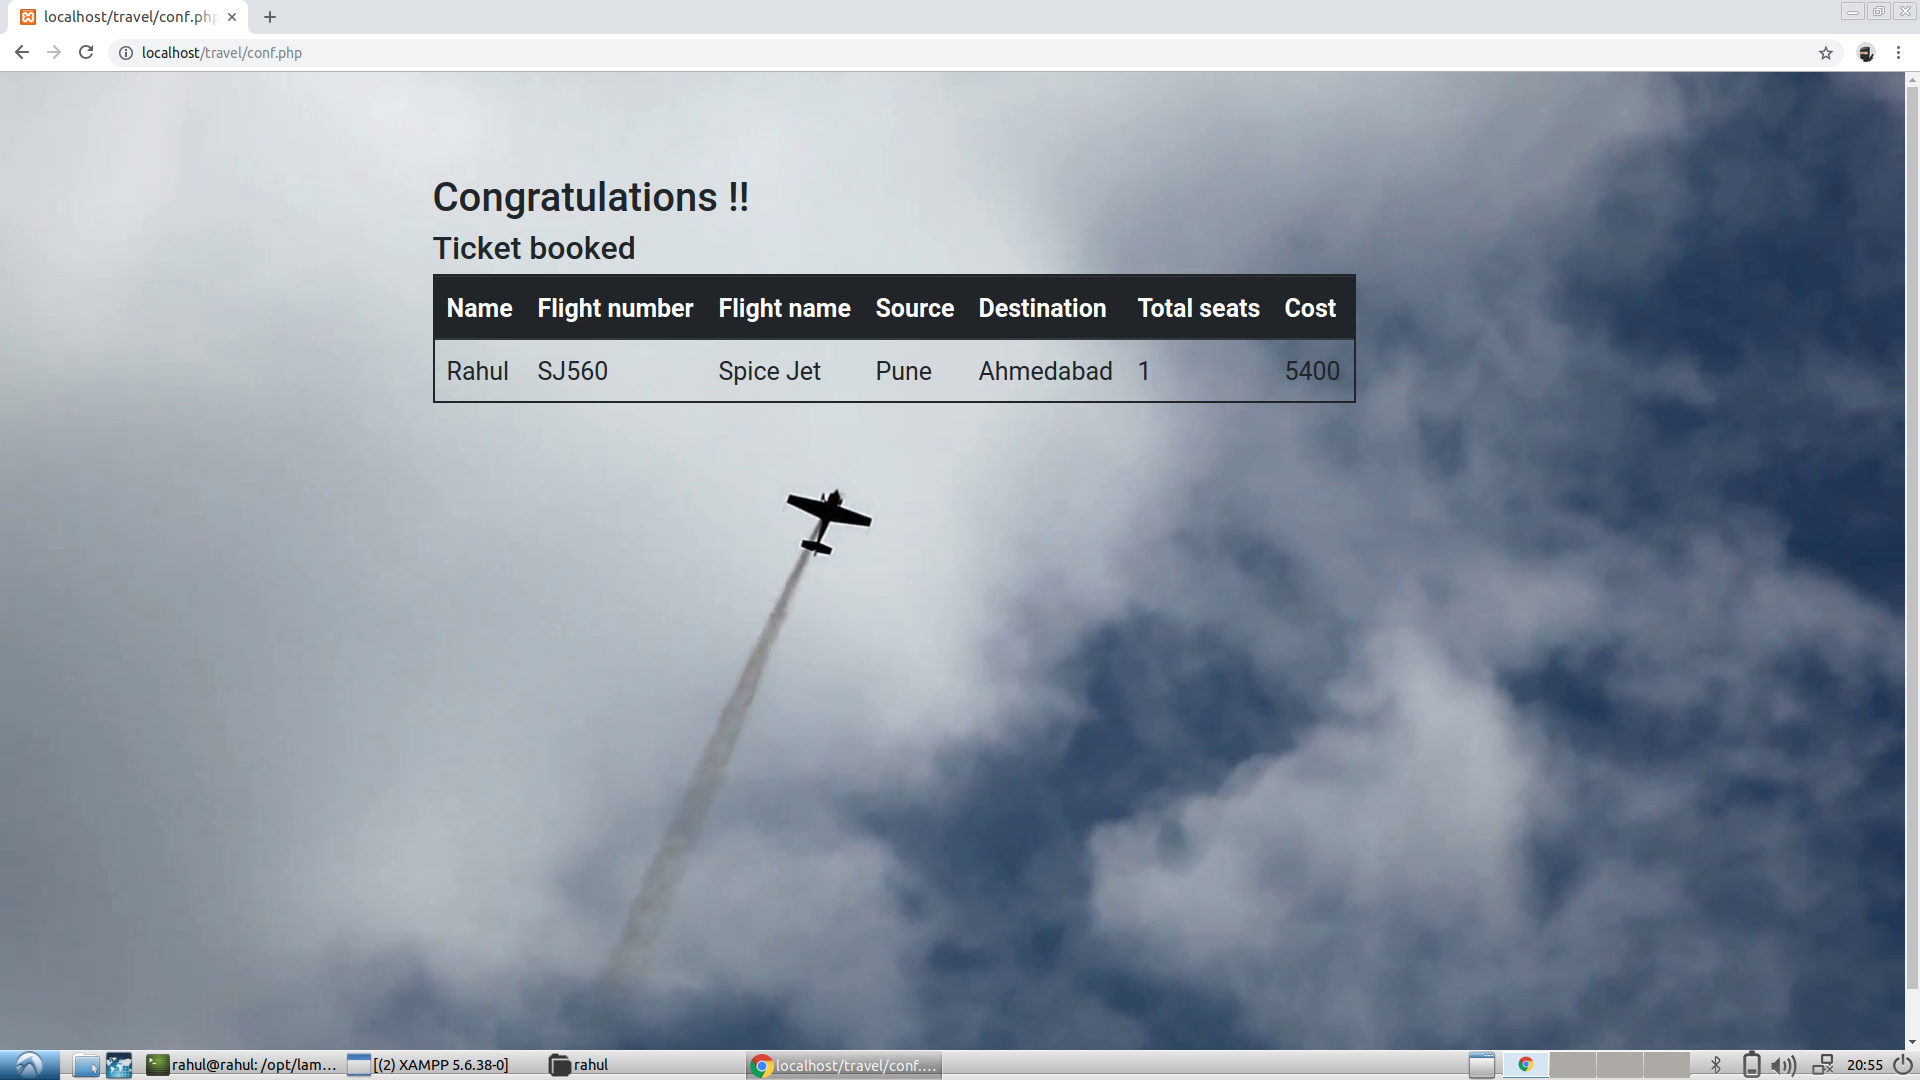 localhost/travel/conf.php
localhost/travel/conf.php
Congratulations !!
Ticket booked
Name Flight number Flight name Source Destination Total seats Cost
Rahul SJ560 Spice Jet Pune Ahmedabad 1 5400
rahul@rahul: /opt/lam... [(2) XAMPP 5.6.38-0] rahul localhost/travel/conf.... 20:55